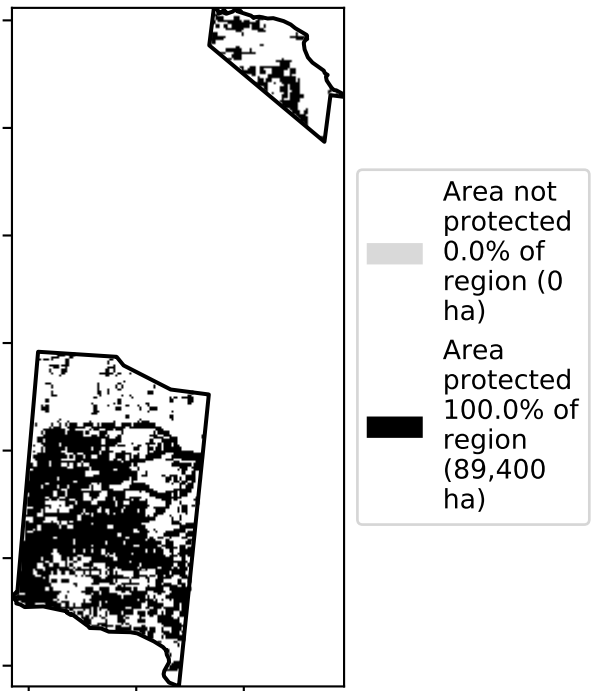 Area not
protected
0.0% of
region (0
ha)
Area
protected
100.0% of
region
(89,400
ha)